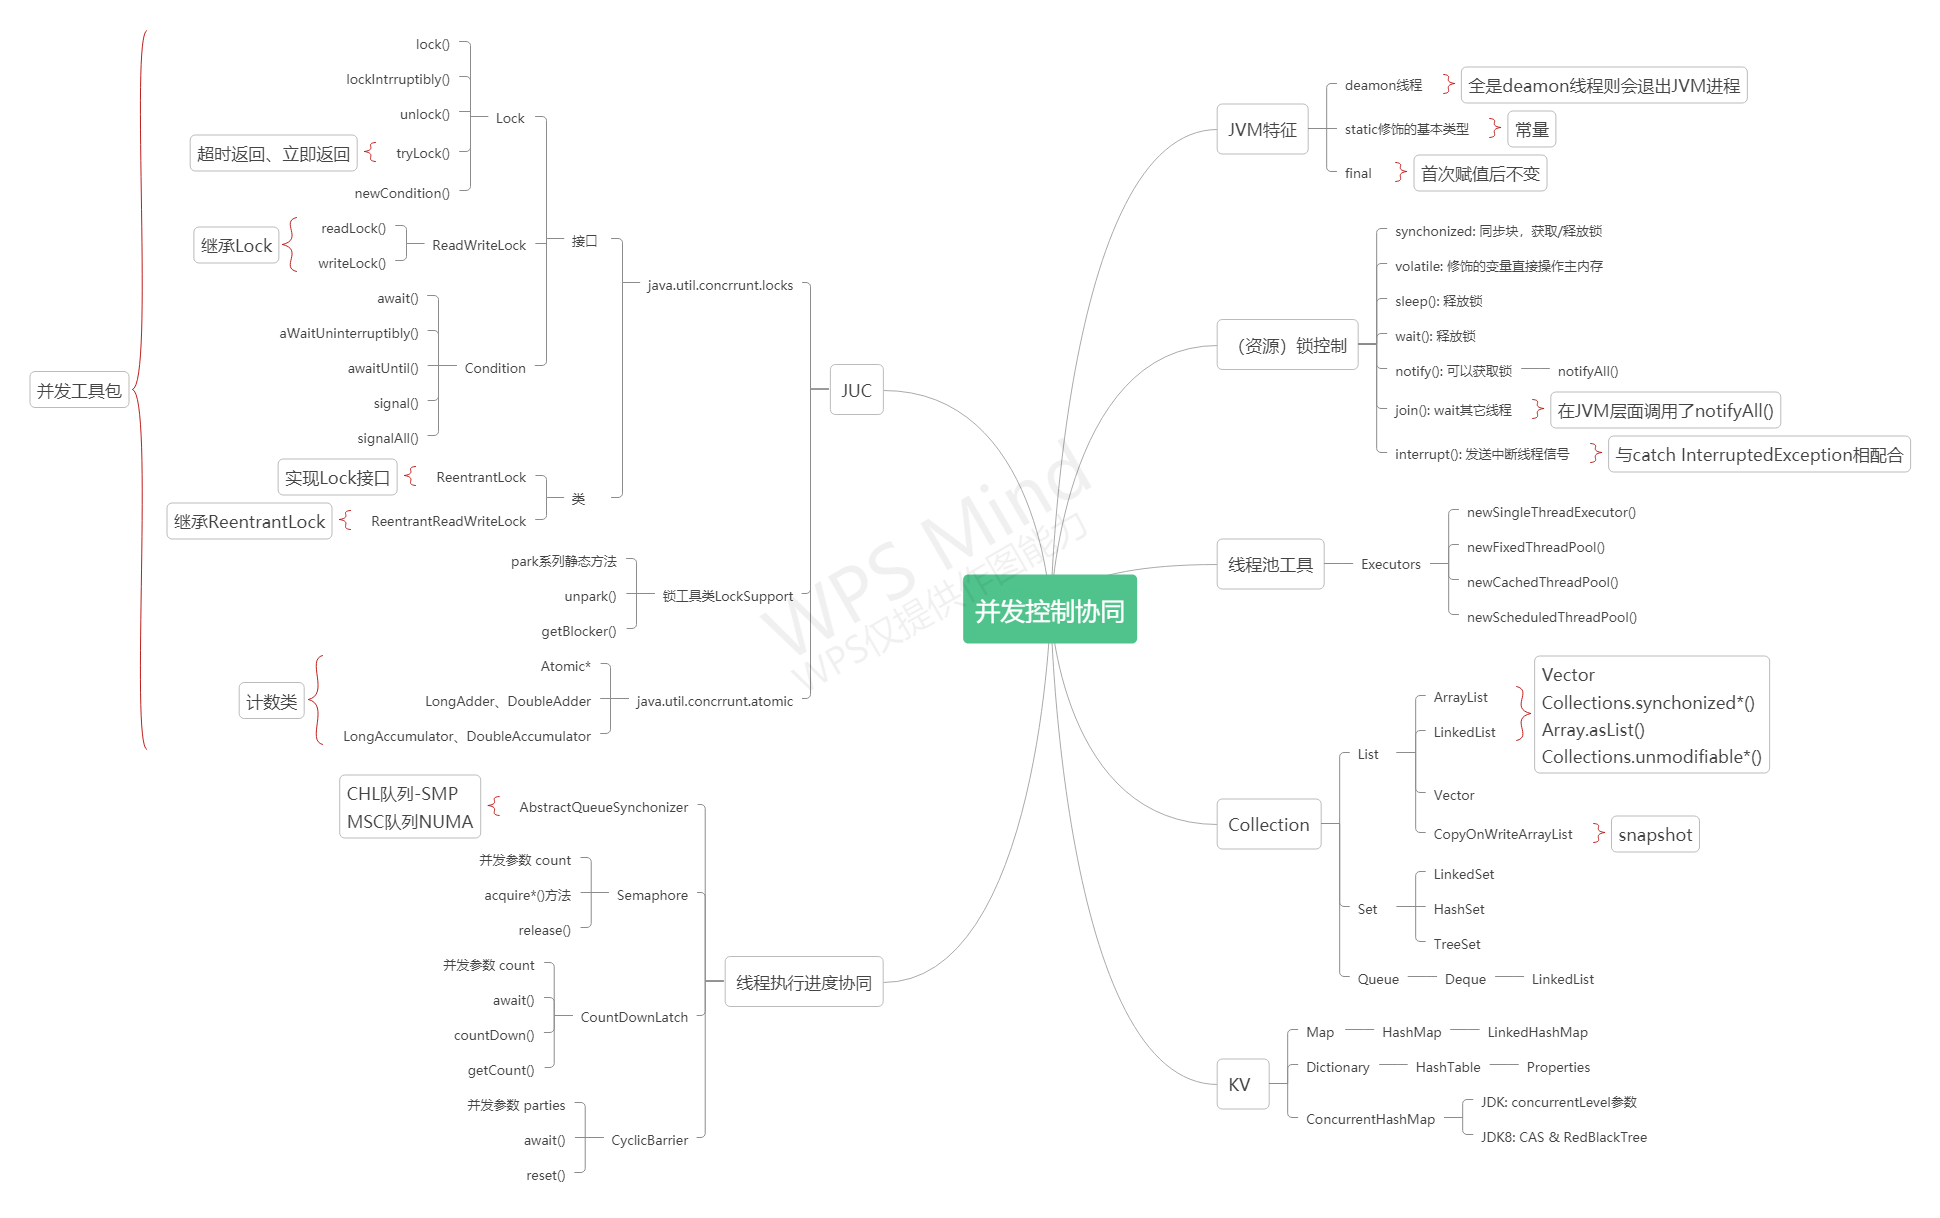 并发控制协同
JVM特征
deamon线程
全是deamon线程则会退出JVM进程
static修饰的基本类型
常量
final
首次赋值后不变
（资源）锁控制
synchonized: 同步块，获取/释放锁
volatile: 修饰的变量直接操作主内存
sleep(): 释放锁
wait(): 释放锁
notify(): 可以获取锁
notifyAll()
join(): wait其它线程
在JVM层面调用了notifyAll()
interrupt(): 发送中断线程信号
与catch InterruptedException相配合
线程池工具
Executors
newSingleThreadExecutor()
newFixedThreadPool()
newCachedThreadPool()
newScheduledThreadPool()
Collection
List
ArrayList
LinkedList
Vector
Collections.synchonized*()
Array.asList()
Collections.unmodifiable*()
Vector
CopyOnWriteArrayList
snapshot
Set
LinkedSet
HashSet
TreeSet
Queue
Deque
LinkedList
KV
Map
HashMap
LinkedHashMap
Dictionary
HashTable
Properties
ConcurrentHashMap
JDK: concurrentLevel参数
JDK8: CAS & RedBlackTree
JUC
java.util.concrrunt.locks
接口
Lock
lock()
lockIntrruptibly()
unlock()
tryLock()
超时返回、立即返回
newCondition()
ReadWriteLock
readLock()
writeLock()
继承Lock
Condition
await()
aWaitUninterruptibly()
awaitUntil()
signal()
signalAll()
类
ReentrantLock
实现Lock接口
ReentrantReadWriteLock
继承ReentrantLock
锁工具类LockSupport
park系列静态方法
unpark()
getBlocker()
java.util.concrrunt.atomic
Atomic*
LongAdder、DoubleAdder
LongAccumulator、DoubleAccumulator
计数类
并发工具包
线程执行进度协同
AbstractQueueSynchonizer
CHL队列-SMP
MSC队列NUMA
Semaphore
并发参数 count
acquire*()方法
release()
CountDownLatch
并发参数 count
await()
countDown()
getCount()
CyclicBarrier
并发参数 parties
await()
reset()
WPS Mind
WPS仅提供作图能力